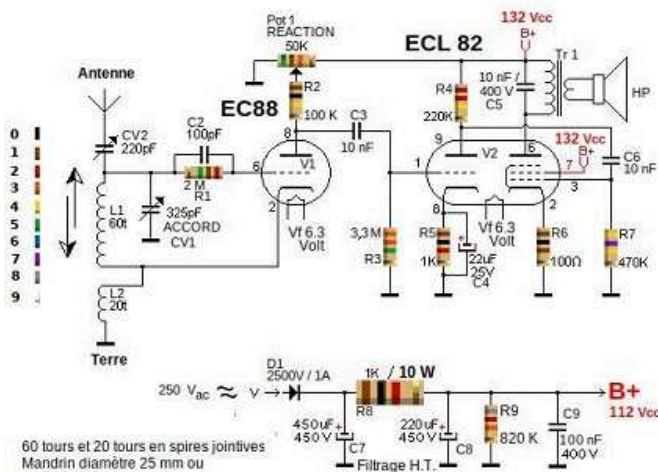 132 Vcc
B+
Pot 1
REACTION
50K
ECL 82
Tr 1
Antenne
R2
100 K
EC88
R4
220K
10 nF /
400 V
C5
HP
0
1
2
3
4
5
6
7
8
9
CV2
220pF
C2
100pF
C3
10 nF
8
V1
6
2 M
R1
325pF
ACCORD
CV1
L1
60t
2
Vf 6.3
Volt
9
V2
6
132 Vcc
B+
7
3
C6
10 nF
1
8
2
Vf 6.3
Volt
3,3 M
R3
R5
1K
22uF
25V
C4
R6
100Ω
R7
470K
L2
20t
Terre
250 Vac ≈ V
D1
2500V / 1A
1K / 10 W
R8
B+
112 Vcc
450uF
450 V
C7
220uF
450V
C8
R9
820 K
C9
100 nF
400 V
Filtrage H.T.
60 tours et 20 tours en spires jointives
Mandrin diamètre 25 mm ou